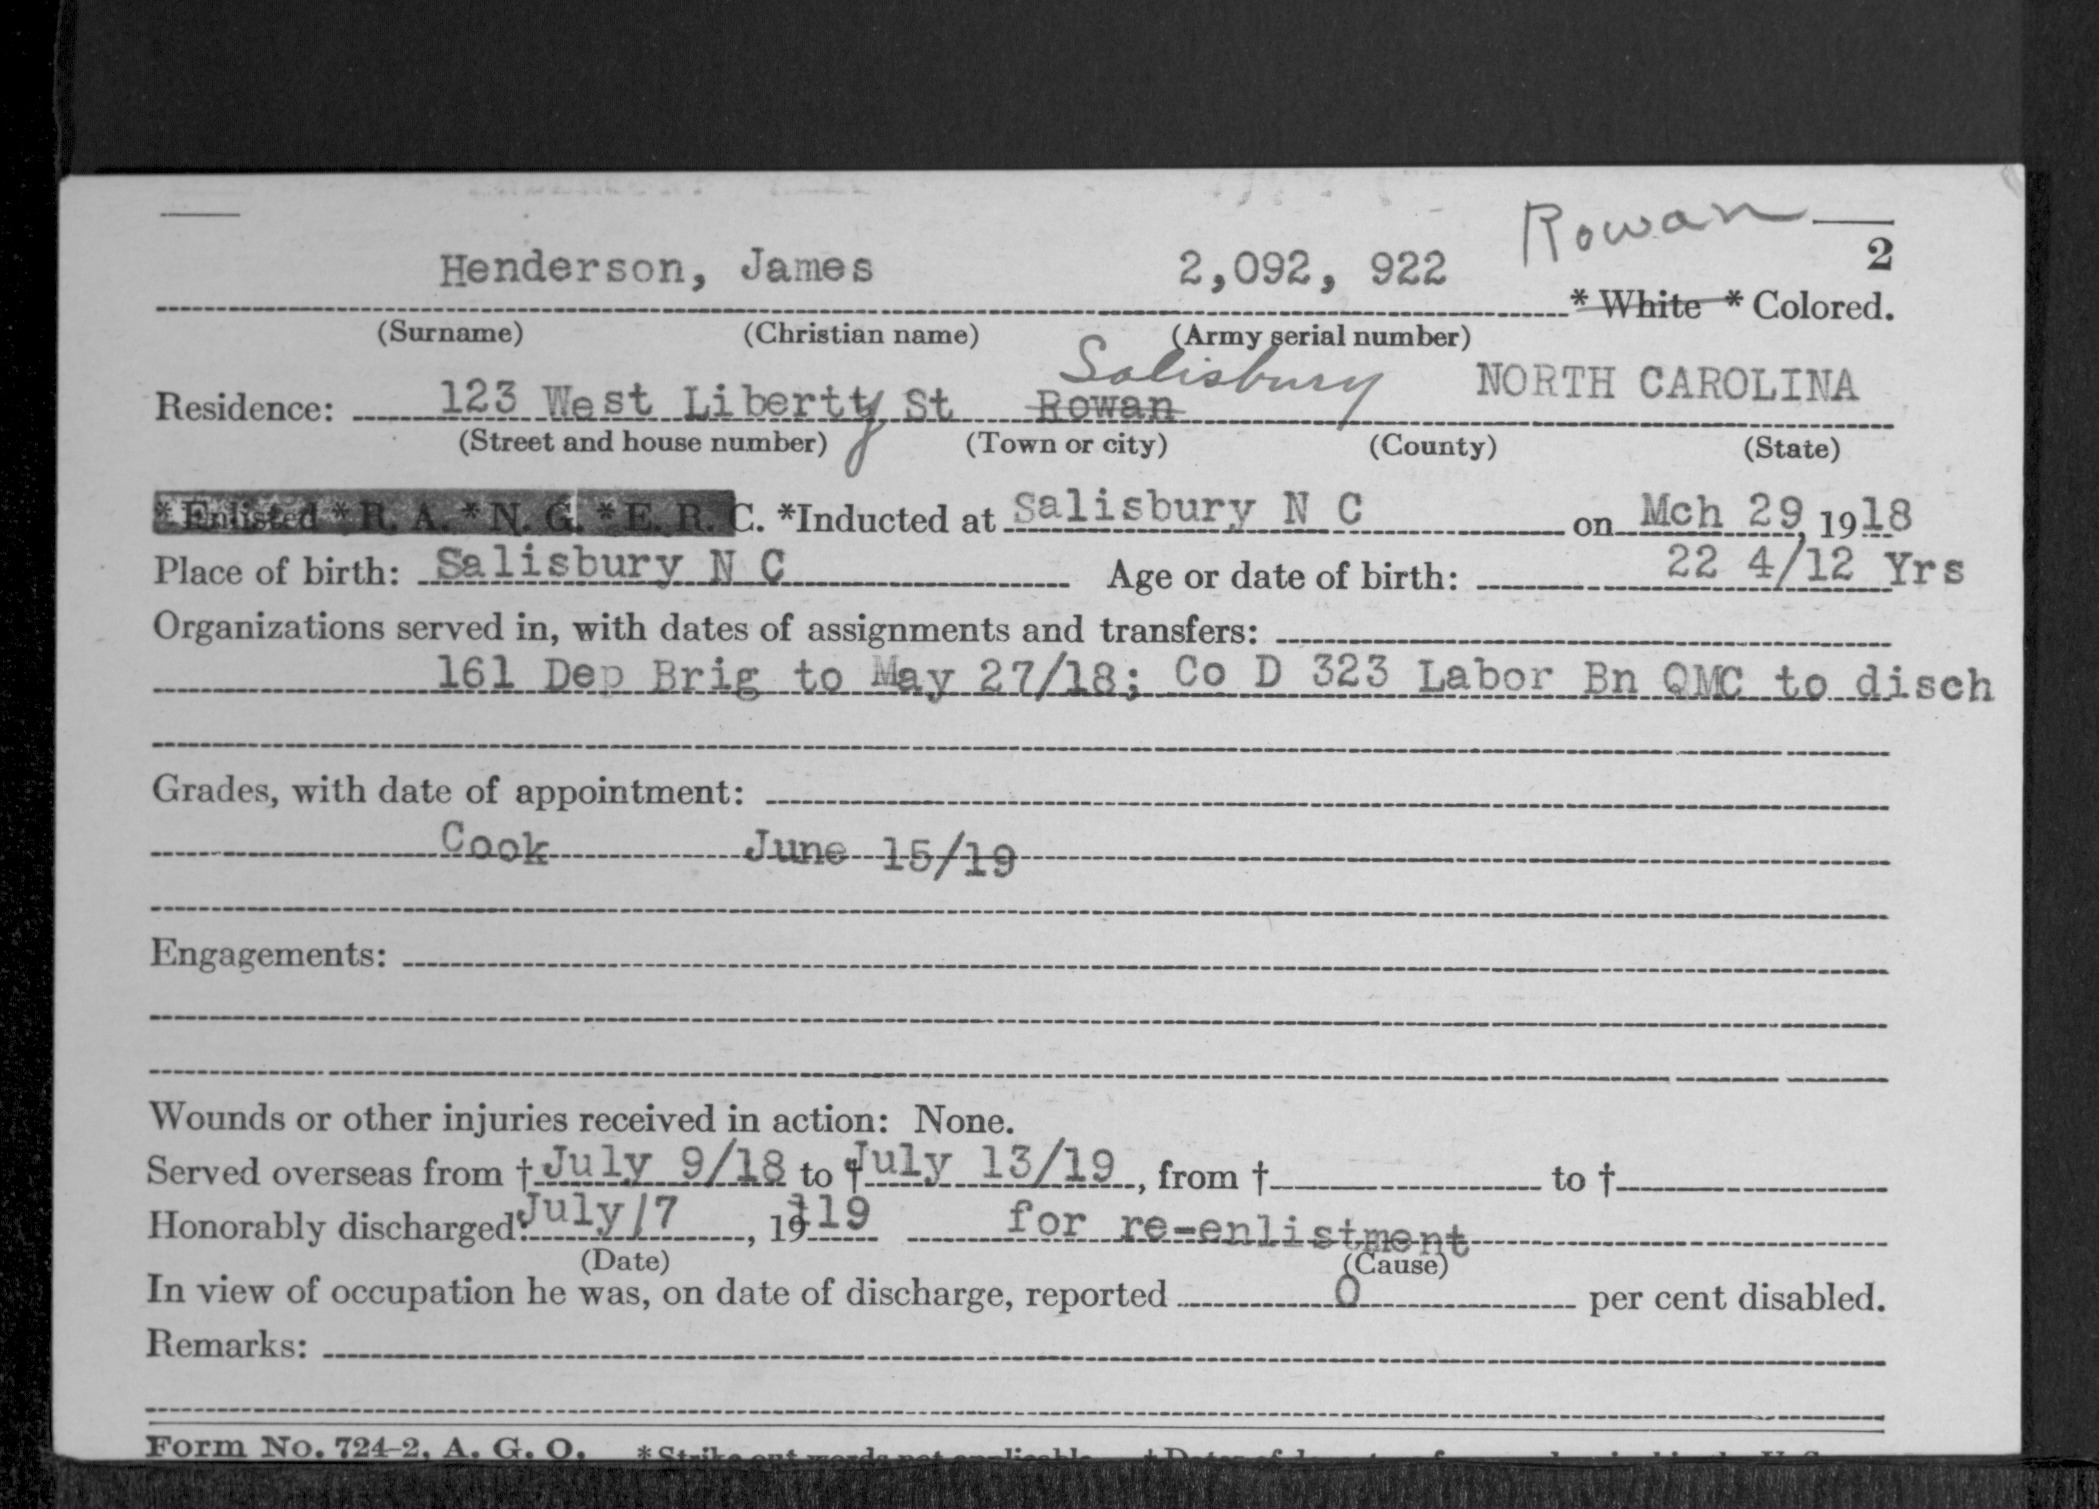 Rowan
2
Henderson, James 2,092, 922 * White * Colored.
(Surname) (Christian name) (Army serial number)
Salisbury
Residence: 123 West Liberty St Rowan NORTH CAROLINA
(Street and house number) (Town or city) (County) (State)
* Enlisted * R. A. * N. G. * E. R. C. *Inducted at Salisbury N C on Mch 29, 1918
Place of birth: Salisbury N C Age or date of birth: 22 4/12 Yrs
Organizations served in, with dates of assignments and transfers:
161 Dep Brig to May 27/18; Co D 323 Labor Bn QMC to disch
Grades, with date of appointment:
Cook June 15/19
Engagements:
Wounds or other injuries received in action: None.
Served overseas from † July 9/18 to † July 13/19, from † to †
Honorably discharged: July 17, 1919 for re-enlistment
(Date) (Cause)
In view of occupation he was, on date of discharge, reported 0 per cent disabled.
Remarks:
Form No. 724-2, A. G. O. *Strike out words not applicable.